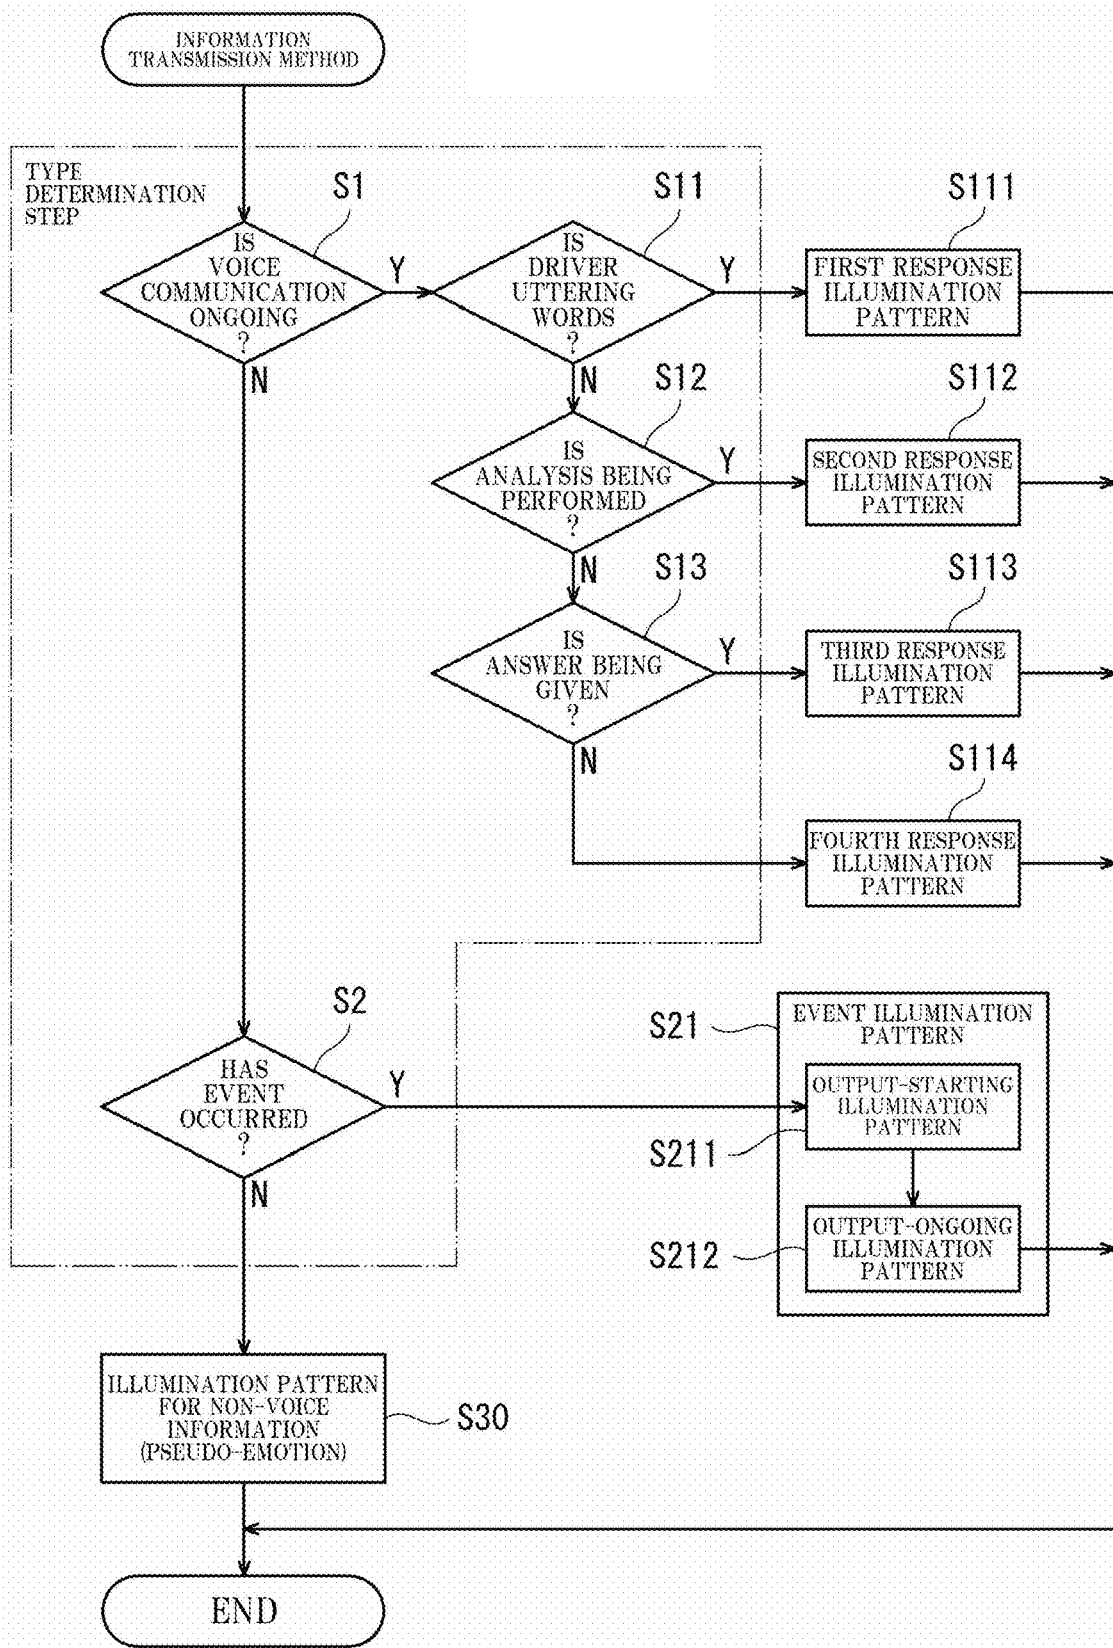 INFORMATION
TRANSMISSION METHOD
TYPE
DETERMINATION
STEP
S1
IS
VOICE
COMMUNICATION
ONGOING
?
Y
N
S11
IS
DRIVER
UTTERING
WORDS
?
Y
N
S111
FIRST RESPONSE
ILLUMINATION
PATTERN
S12
IS
ANALYSIS BEING
PERFORMED
?
Y
N
S112
SECOND RESPONSE
ILLUMINATION
PATTERN
S13
IS
ANSWER BEING
GIVEN
?
Y
N
S113
THIRD RESPONSE
ILLUMINATION
PATTERN
S114
FOURTH RESPONSE
ILLUMINATION
PATTERN
S2
HAS
EVENT
OCCURRED
?
Y
N
S21
EVENT ILLUMINATION
PATTERN
OUTPUT-STARTING
ILLUMINATION
PATTERN
S211
OUTPUT-ONGOING
ILLUMINATION
PATTERN
S212
ILLUMINATION PATTERN
FOR NON-VOICE
INFORMATION
(PSEUDO-EMOTION)
S30
END